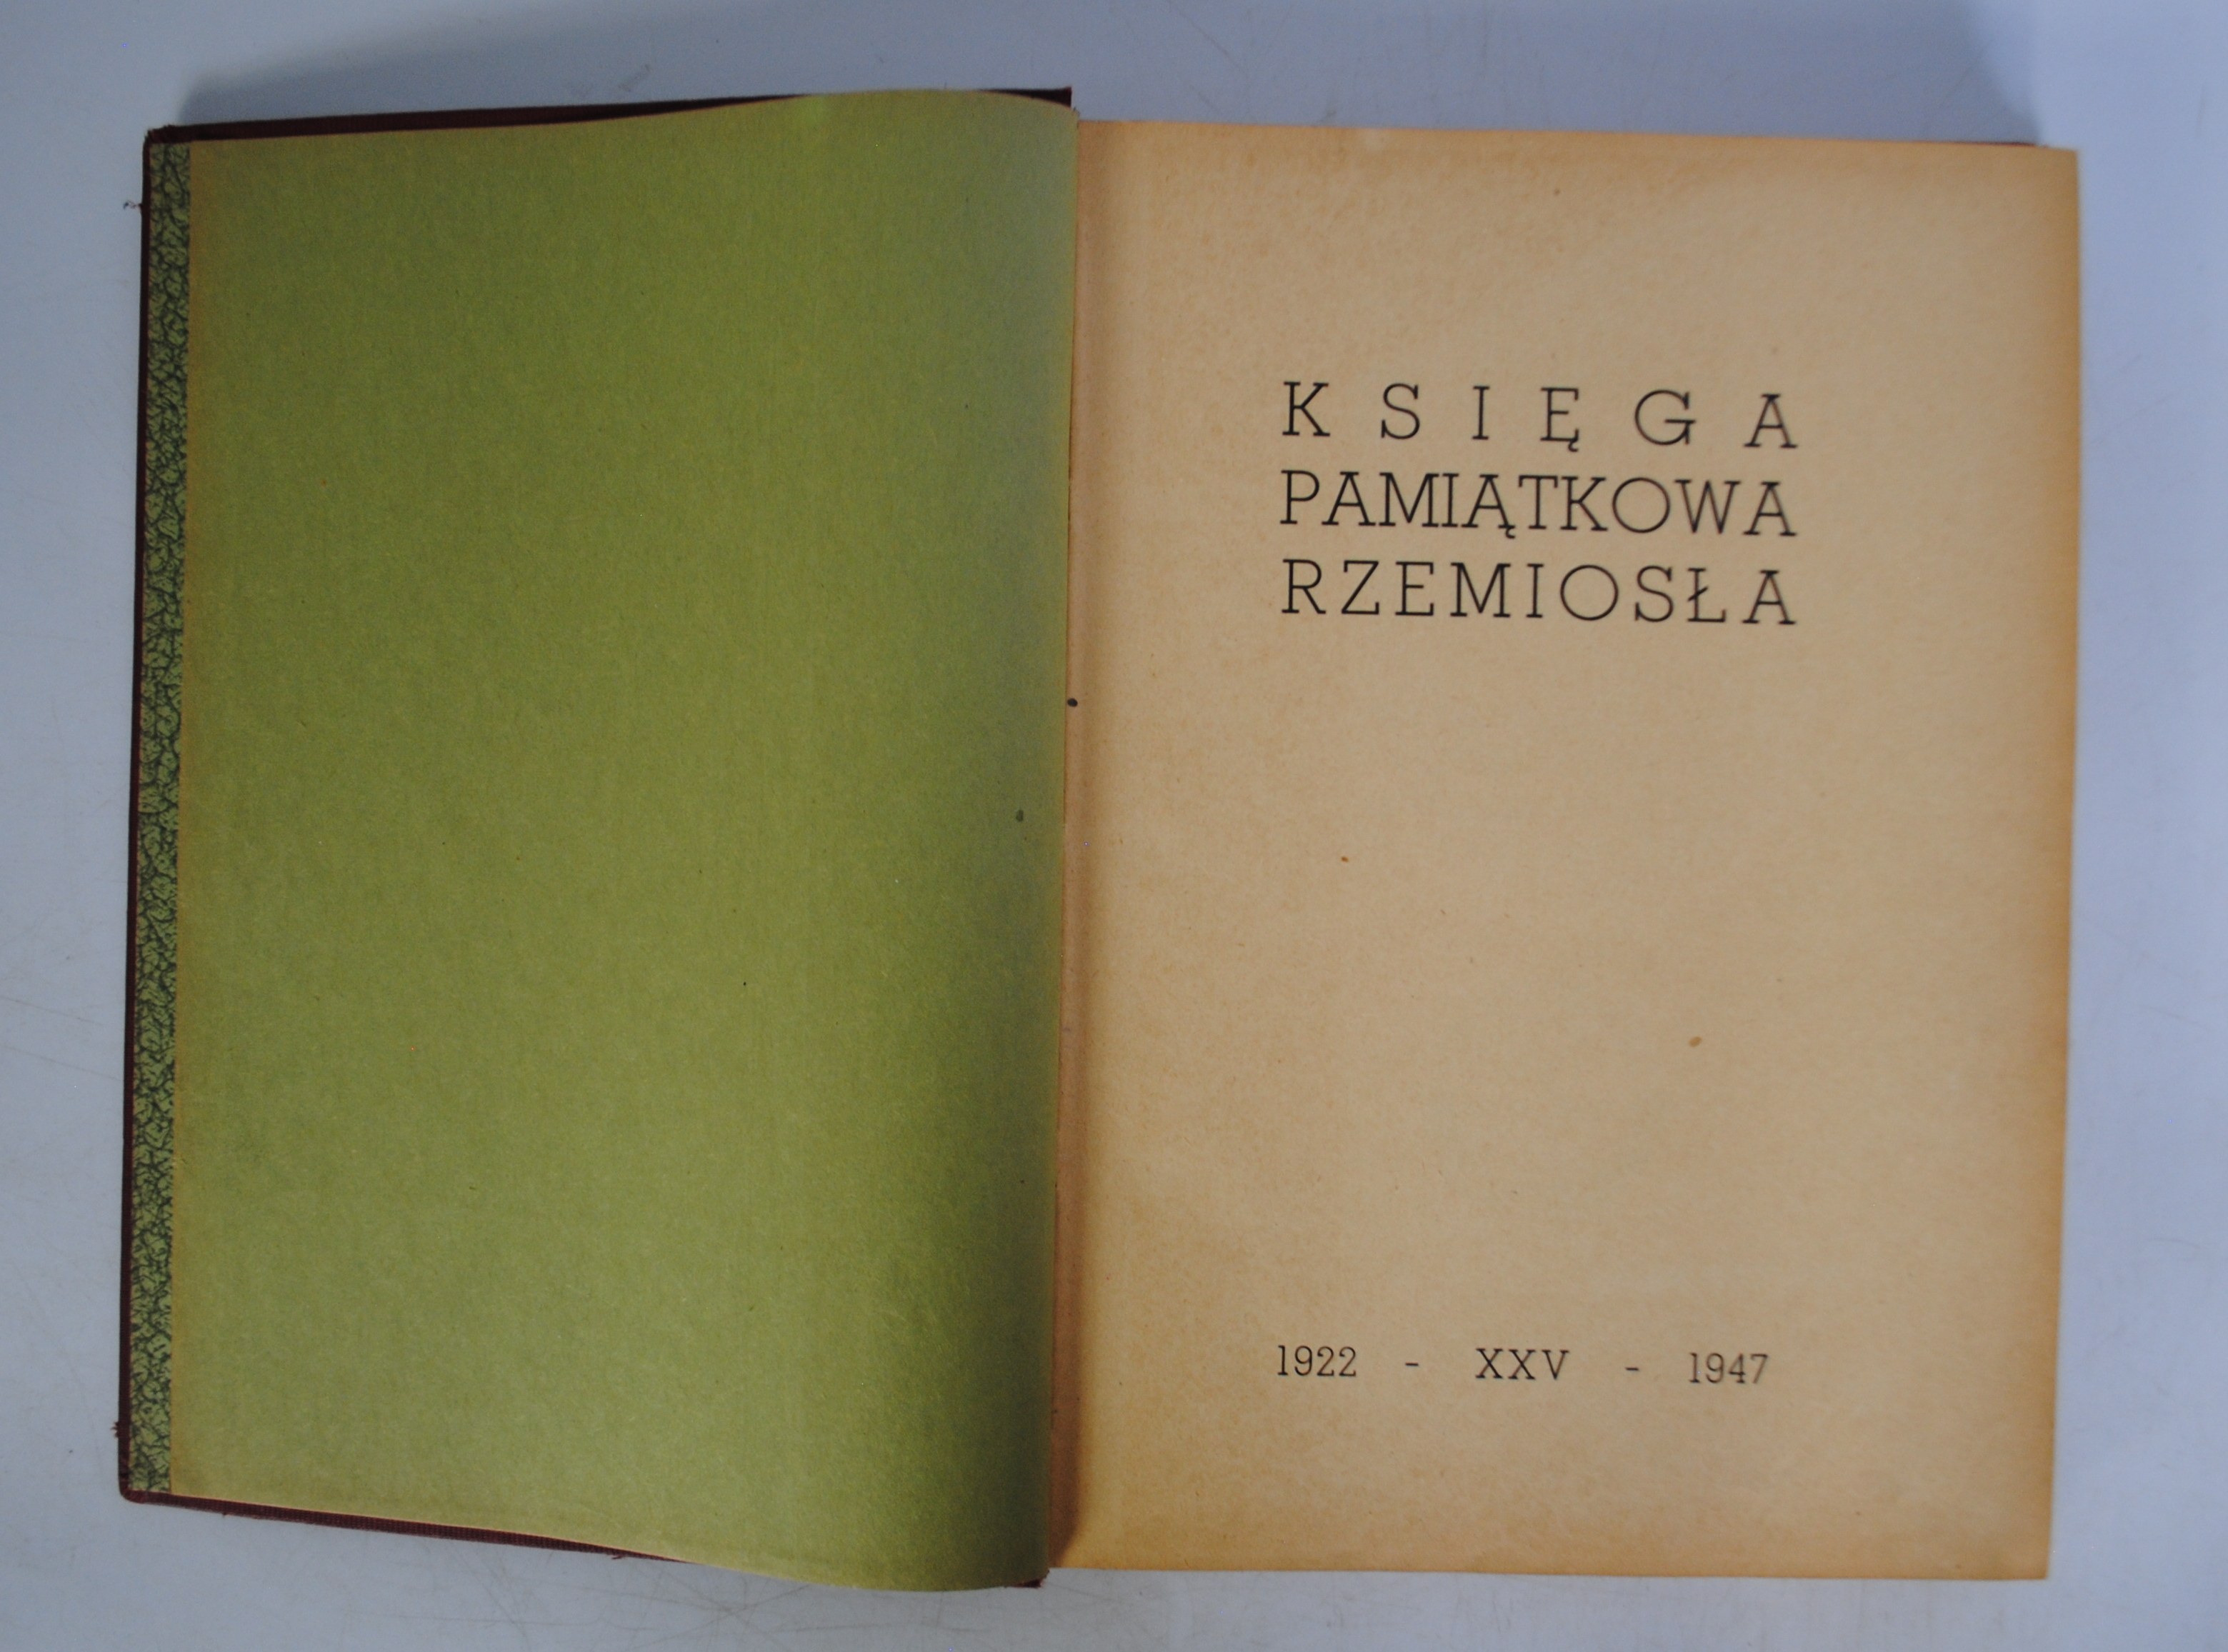 KSIĘGA
PAMIĄTKOWA
RZEMIOSŁA
1922 - XXV - 1947